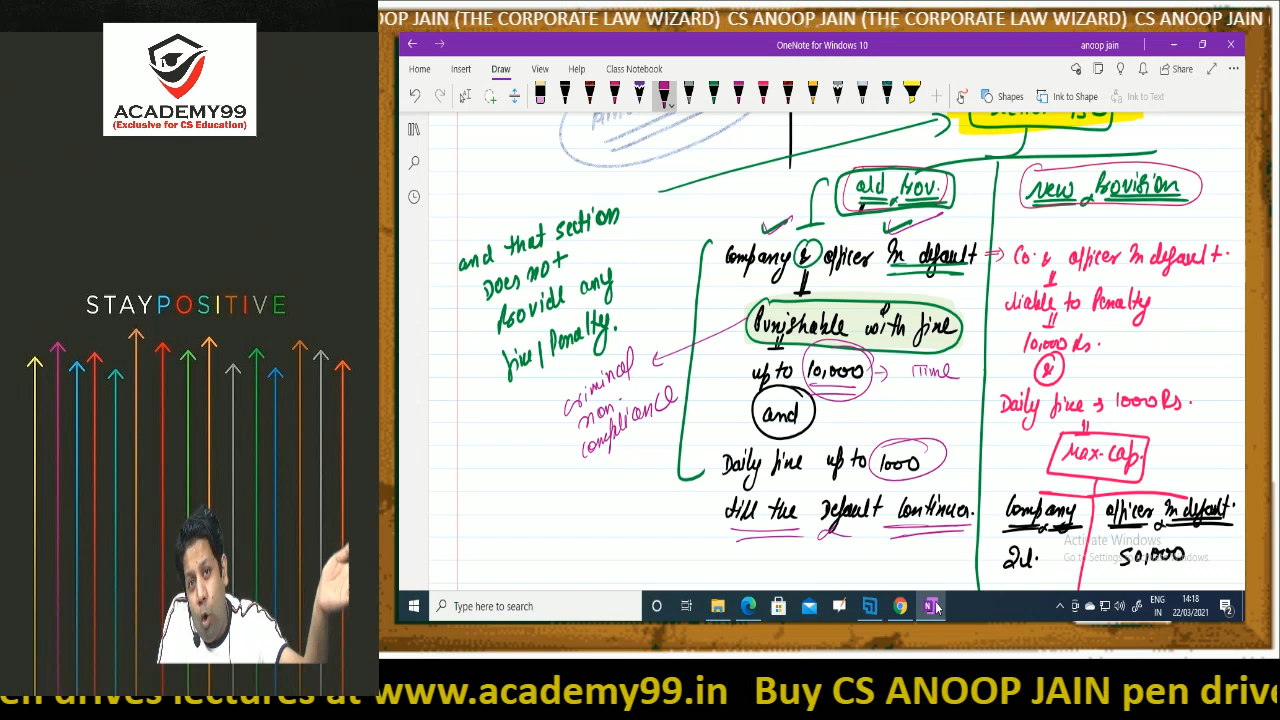 OOP JAIN (THE CORPORATE LAW WIZARD) CS ANOOP JAIN (THE CORPORATE LAW WIZARD) CS ANOOP JAIN
ACADEMY99
(Exclusive for CS Education)
STAYPOSITIVE
OneNote for Windows 10
anoop jain
Home Insert Draw View Help Class Notebook
Share
Shapes Ink to Shape Ink to Text
old Prov.
new Provision
and that section
Does not
Provide any
fine/Penalty.
criminal
non-
compliance
Company & officer In default
Punishable with fine
up to 10,000 → Time
and
Daily fine up to 1000
till the Default Continues.
⇒ Co. & officer In default.
Liable to Penalty
10,000 Rs.
&
Daily fine → 1000 Rs.
Max. Cap.
Company officer In default.
2L. 50,000
Activate Windows
Type here to search
ENG
IN
14:18
22/03/2021
2
en drives lectures at www.academy99.in Buy CS ANOOP JAIN pen drive